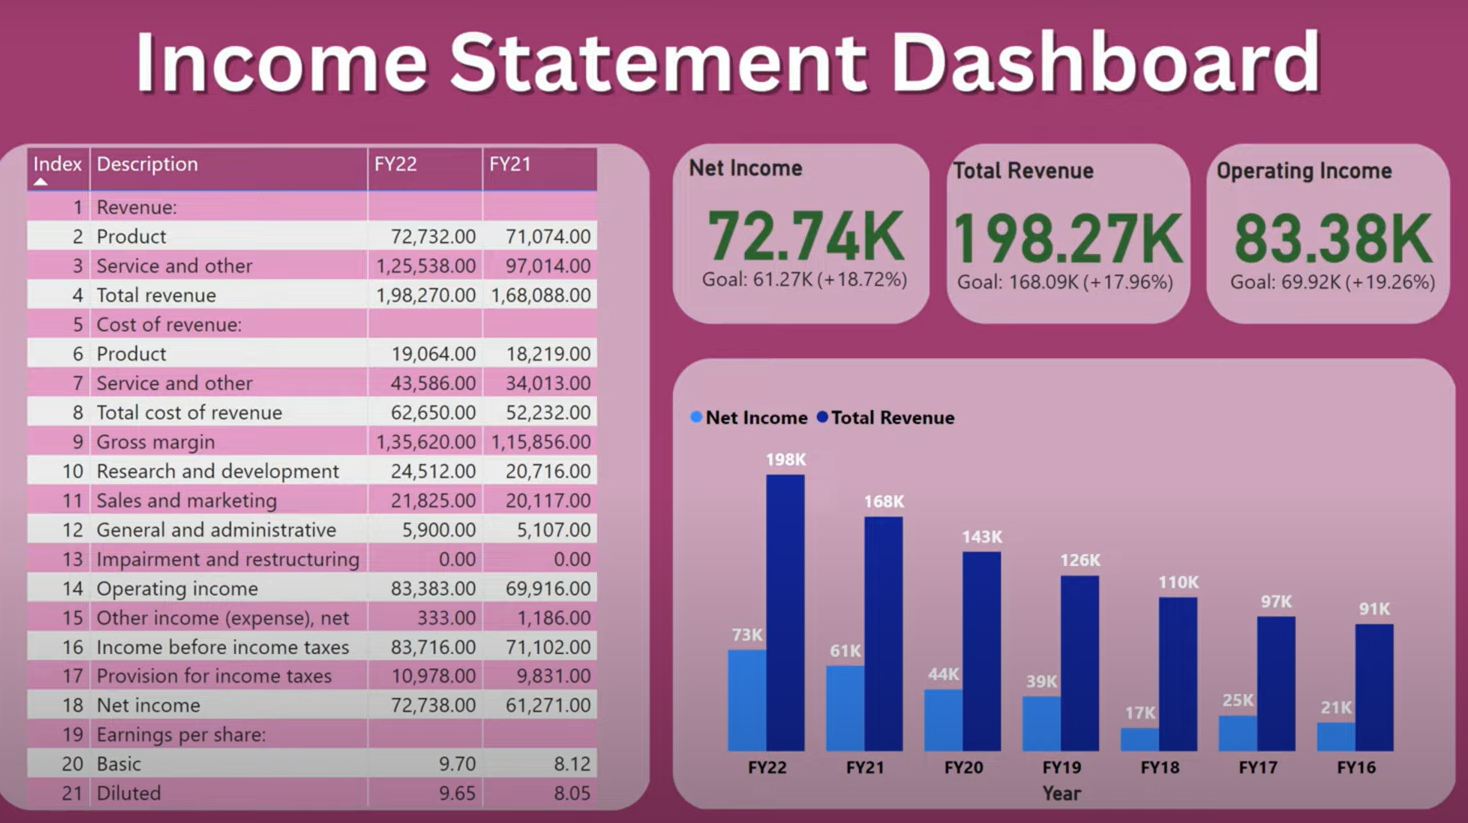 Income Statement Dashboard
Index Description FY22 FY21
1 Revenue:
2 Product 72,732.00 71,074.00
3 Service and other 1,25,538.00 97,014.00
4 Total revenue 1,98,270.00 1,68,088.00
5 Cost of revenue:
6 Product 19,064.00 18,219.00
7 Service and other 43,586.00 34,013.00
8 Total cost of revenue 62,650.00 52,232.00
9 Gross margin 1,35,620.00 1,15,856.00
10 Research and development 24,512.00 20,716.00
11 Sales and marketing 21,825.00 20,117.00
12 General and administrative 5,900.00 5,107.00
13 Impairment and restructuring 0.00 0.00
14 Operating income 83,383.00 69,916.00
15 Other income (expense), net 333.00 1,186.00
16 Income before income taxes 83,716.00 71,102.00
17 Provision for income taxes 10,978.00 9,831.00
18 Net income 72,738.00 61,271.00
19 Earnings per share:
20 Basic 9.70 8.12
21 Diluted 9.65 8.05
Net Income
72.74K
Goal: 61.27K (+18.72%)
Total Revenue
198.27K
Goal: 168.09K (+17.96%)
Operating Income
83.38K
Goal: 69.92K (+19.26%)
Net Income Total Revenue
73K 198K 61K 168K 44K 143K 39K 126K 17K 110K 25K 97K 21K 91K
FY22 FY21 FY20 FY19 FY18 FY17 FY16
Year